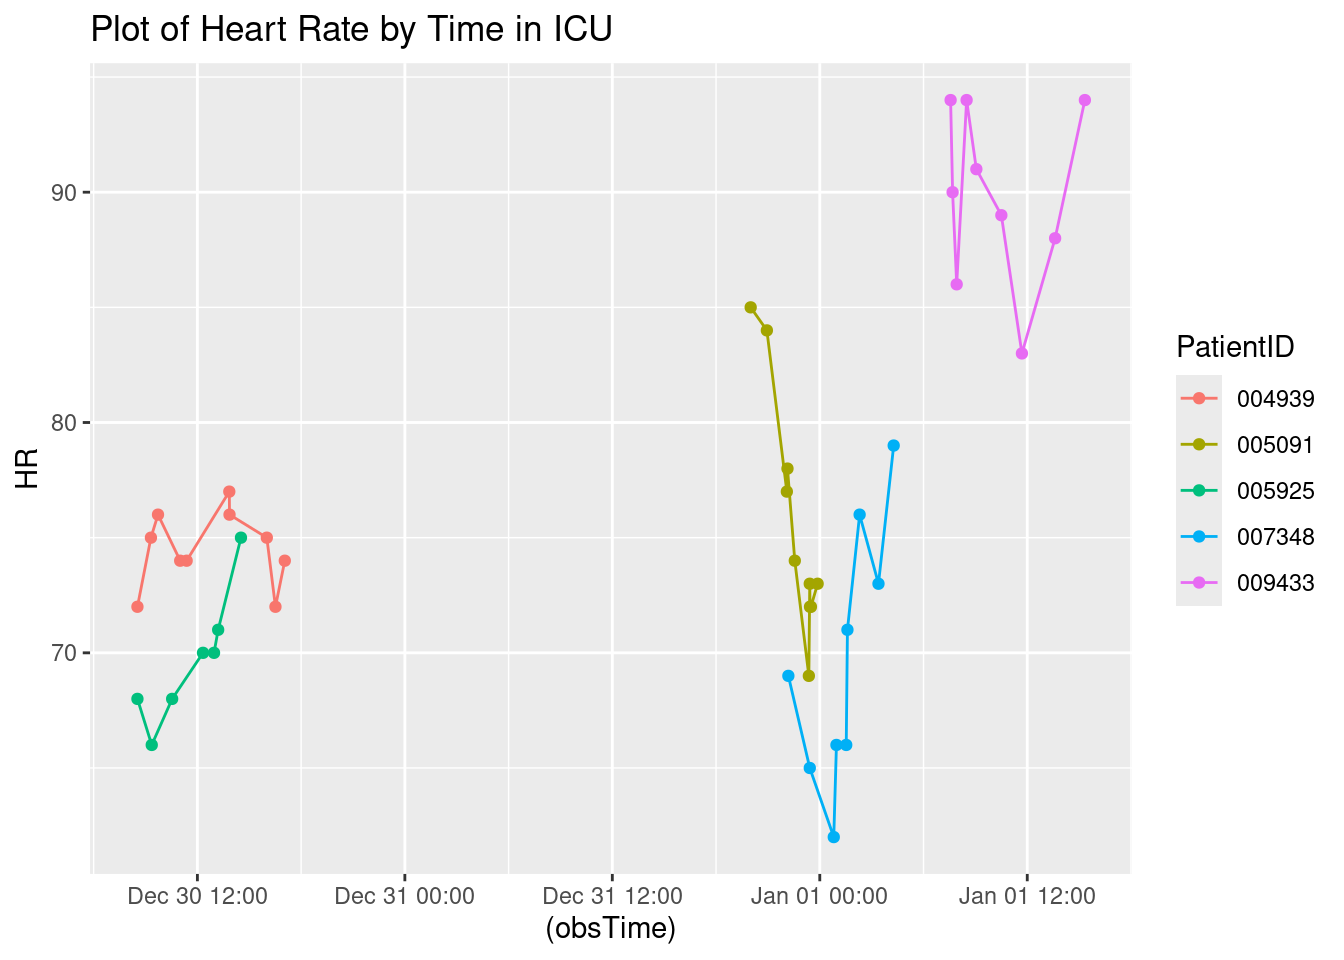 Plot of Heart Rate by Time in ICU
90
80
70
HR
Dec 30 12:00
Dec 31 00:00
Dec 31 12:00
Jan 01 00:00
Jan 01 12:00
(obsTime)
PatientID
004939
005091
005925
007348
009433